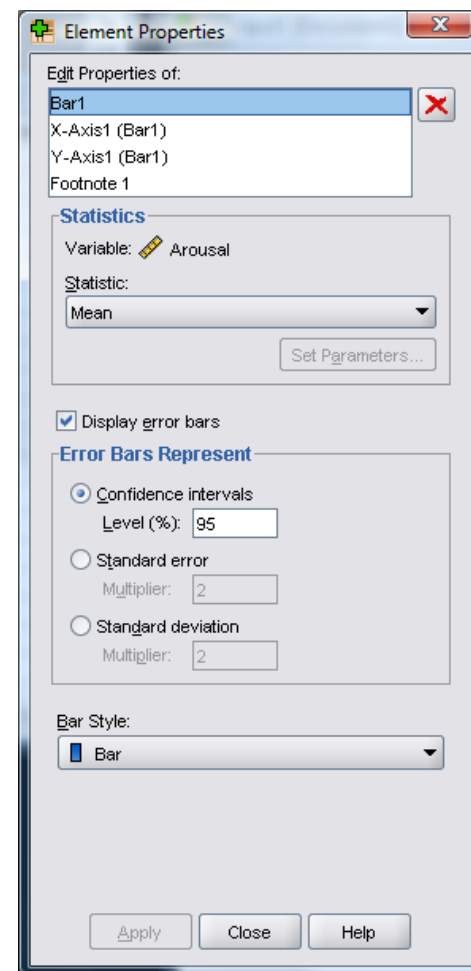 Element Properties
Edit Properties of:
Bar1
X-Axis1 (Bar1)
Y-Axis1 (Bar1)
Footnote 1
Statistics
Variable: Arousal
Statistic:
Mean
Set Parameters...
Display error bars
Error Bars Represent
Confidence intervals
Level (%): 95
Standard error
Multiplier: 2
Standard deviation
Multiplier: 2
Bar Style:
Bar
Apply Close Help